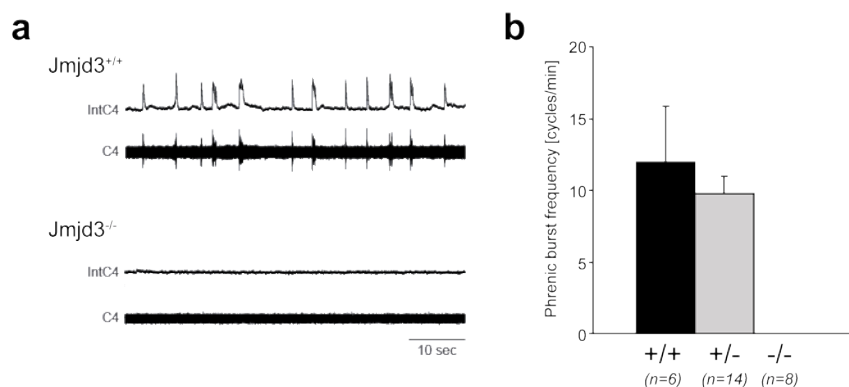 a
Jmjd3+/+
IntC4
C4
Jmjd3-/-
IntC4
C4
10 sec
b
Phrenic burst frequency [cycles/min]
20
15
10
5
0
+/+ +/- -/-
(n=6) (n=14) (n=8)